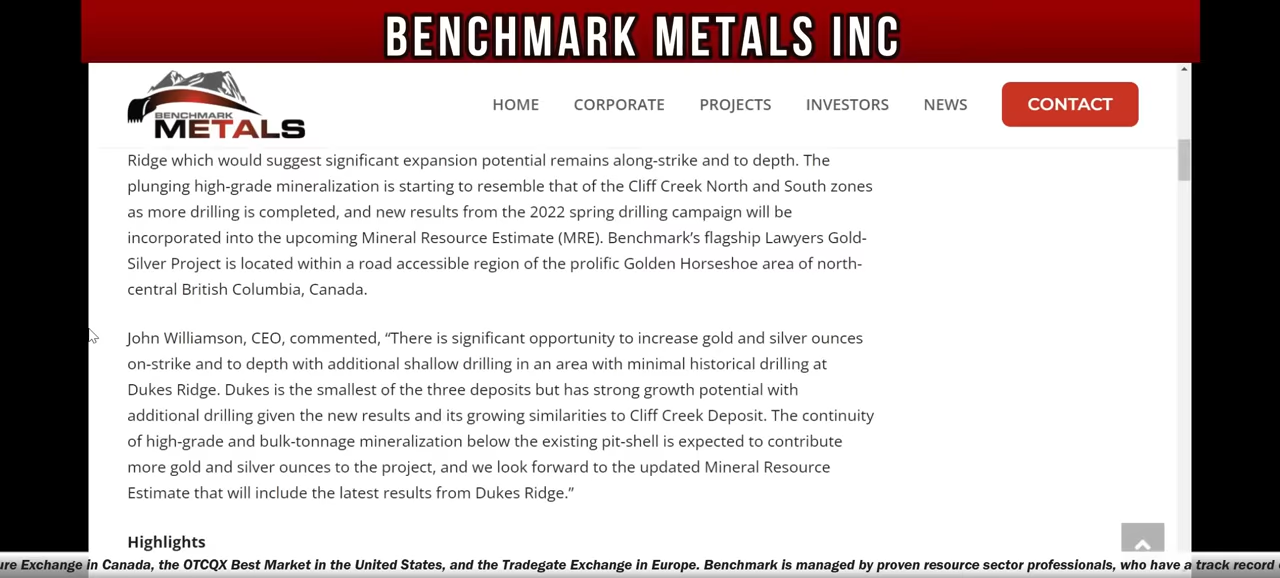 BENCHMARK METALS INC
BENCHMARK
METALS
HOME CORPORATE PROJECTS INVESTORS NEWS CONTACT
Ridge which would suggest significant expansion potential remains along-strike and to depth. The
plunging high-grade mineralization is starting to resemble that of the Cliff Creek North and South zones
as more drilling is completed, and new results from the 2022 spring drilling campaign will be
incorporated into the upcoming Mineral Resource Estimate (MRE). Benchmark’s flagship Lawyers Gold-
Silver Project is located within a road accessible region of the prolific Golden Horseshoe area of north-
central British Columbia, Canada.
John Williamson, CEO, commented, “There is significant opportunity to increase gold and silver ounces
on-strike and to depth with additional shallow drilling in an area with minimal historical drilling at
Dukes Ridge. Dukes is the smallest of the three deposits but has strong growth potential with
additional drilling given the new results and its growing similarities to Cliff Creek Deposit. The continuity
of high-grade and bulk-tonnage mineralization below the existing pit-shell is expected to contribute
more gold and silver ounces to the project, and we look forward to the updated Mineral Resource
Estimate that will include the latest results from Dukes Ridge.”
Highlights
ure Exchange in Canada, the OTCQX Best Market in the United States, and the Tradegate Exchange in Europe. Benchmark is managed by proven resource sector professionals, who have a track record